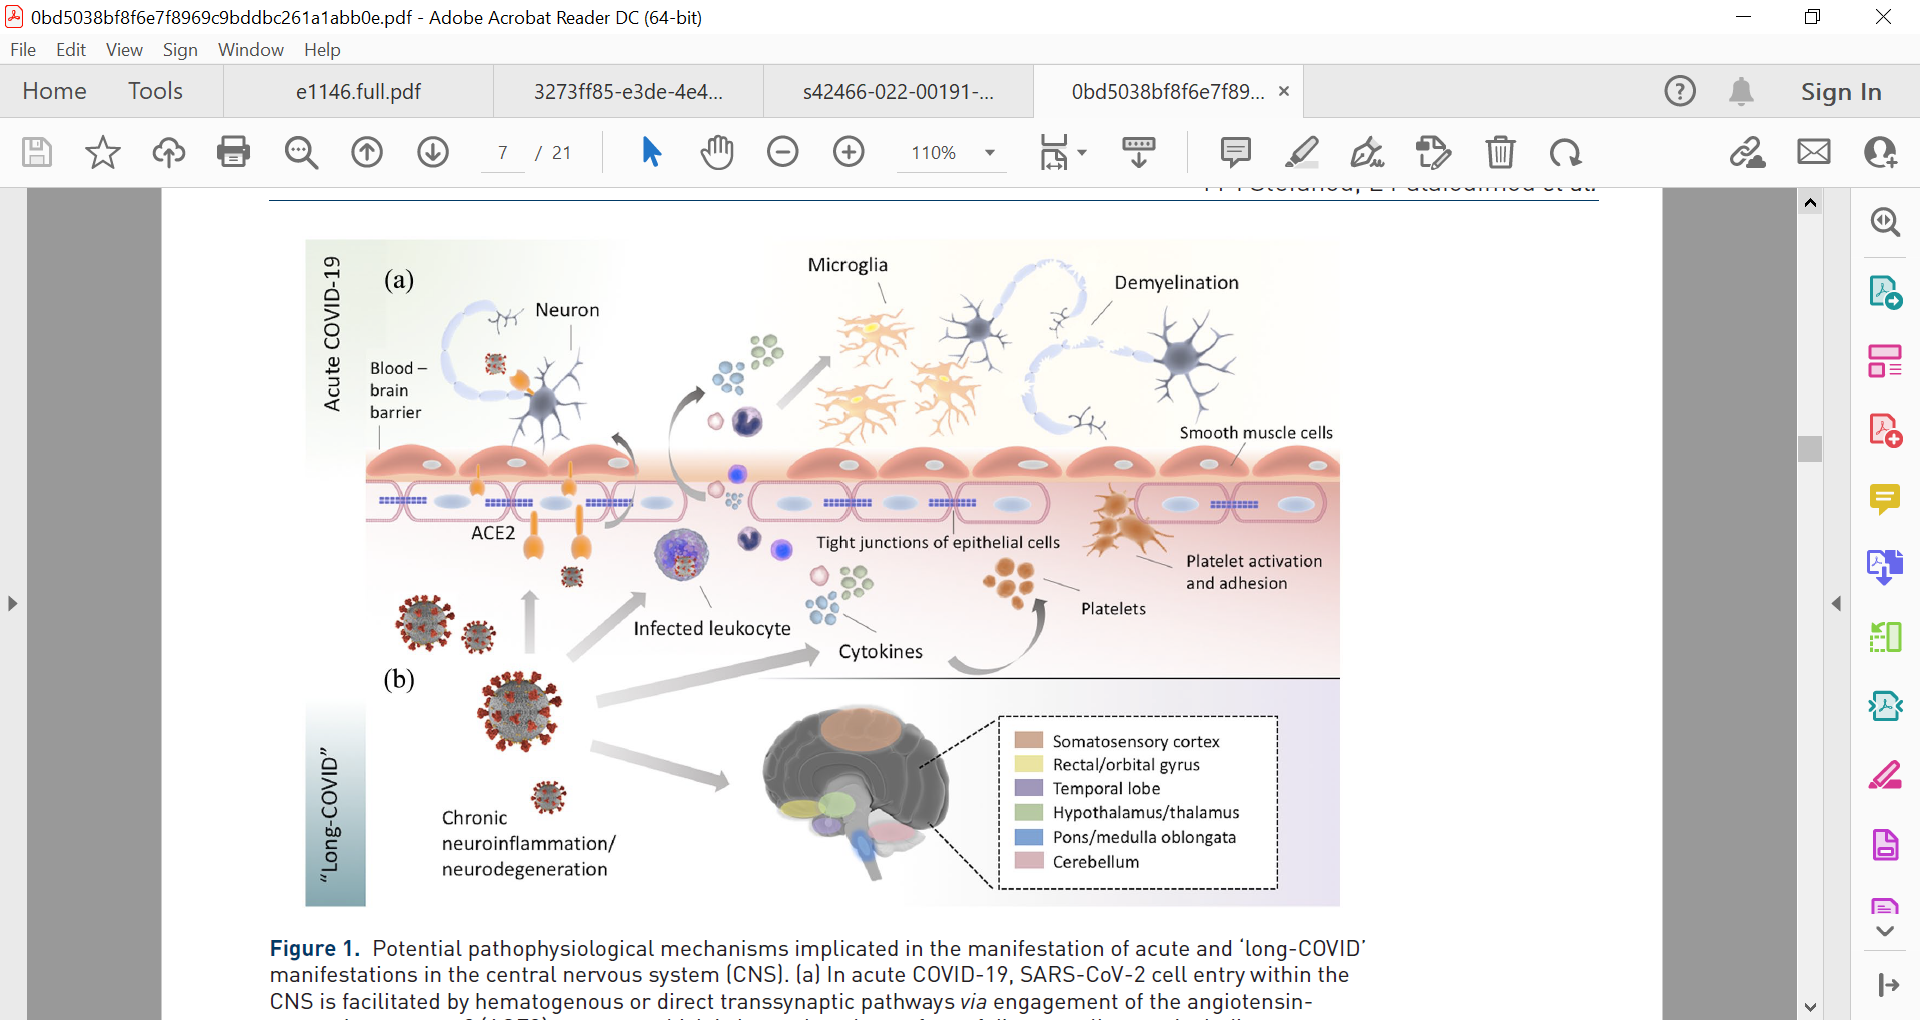 0bd5038bf8f6e7f8969c9bddbc261a1abb0e.pdf - Adobe Acrobat Reader DC (64-bit)
File Edit View Sign Window Help
Home Tools e1146.full.pdf 3273ff85-e3de-4e4... s42466-022-00191-... 0bd5038bf8f6e7f89... × Sign In
7 / 21 110%
et al.
Acute COVID-19
(a)
Neuron
Blood –
brain
barrier
Microglia
Demyelination
Smooth muscle cells
ACE2
Tight junctions of epithelial cells
Platelet activation
and adhesion
Infected leukocyte
Platelets
Cytokines
(b)
"Long-COVID"
Chronic
neuroinflammation/
neurodegeneration
Somatosensory cortex
Rectal/orbital gyrus
Temporal lobe
Hypothalamus/thalamus
Pons/medulla oblongata
Cerebellum
Figure 1. Potential pathophysiological mechanisms implicated in the manifestation of acute and ‘long-COVID’
manifestations in the central nervous system (CNS). (a) In acute COVID-19, SARS-CoV-2 cell entry within the
CNS is facilitated by hematogenous or direct transsynaptic pathways via engagement of the angiotensin-